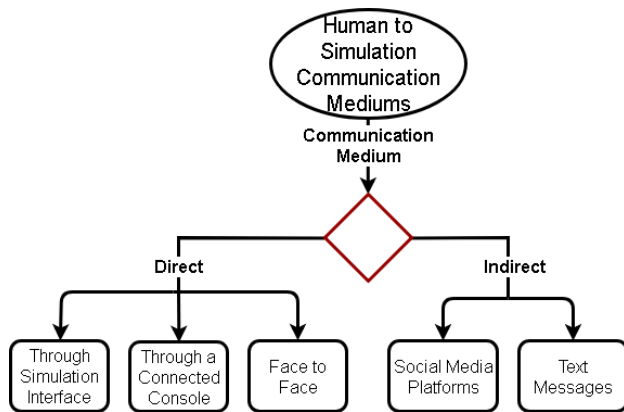 Human to
Simulation
Communication
Mediums
Communication
Medium
Direct
Indirect
Through
Simulation
Interface
Through a
Connected
Console
Face to
Face
Social Media
Platforms
Text
Messages